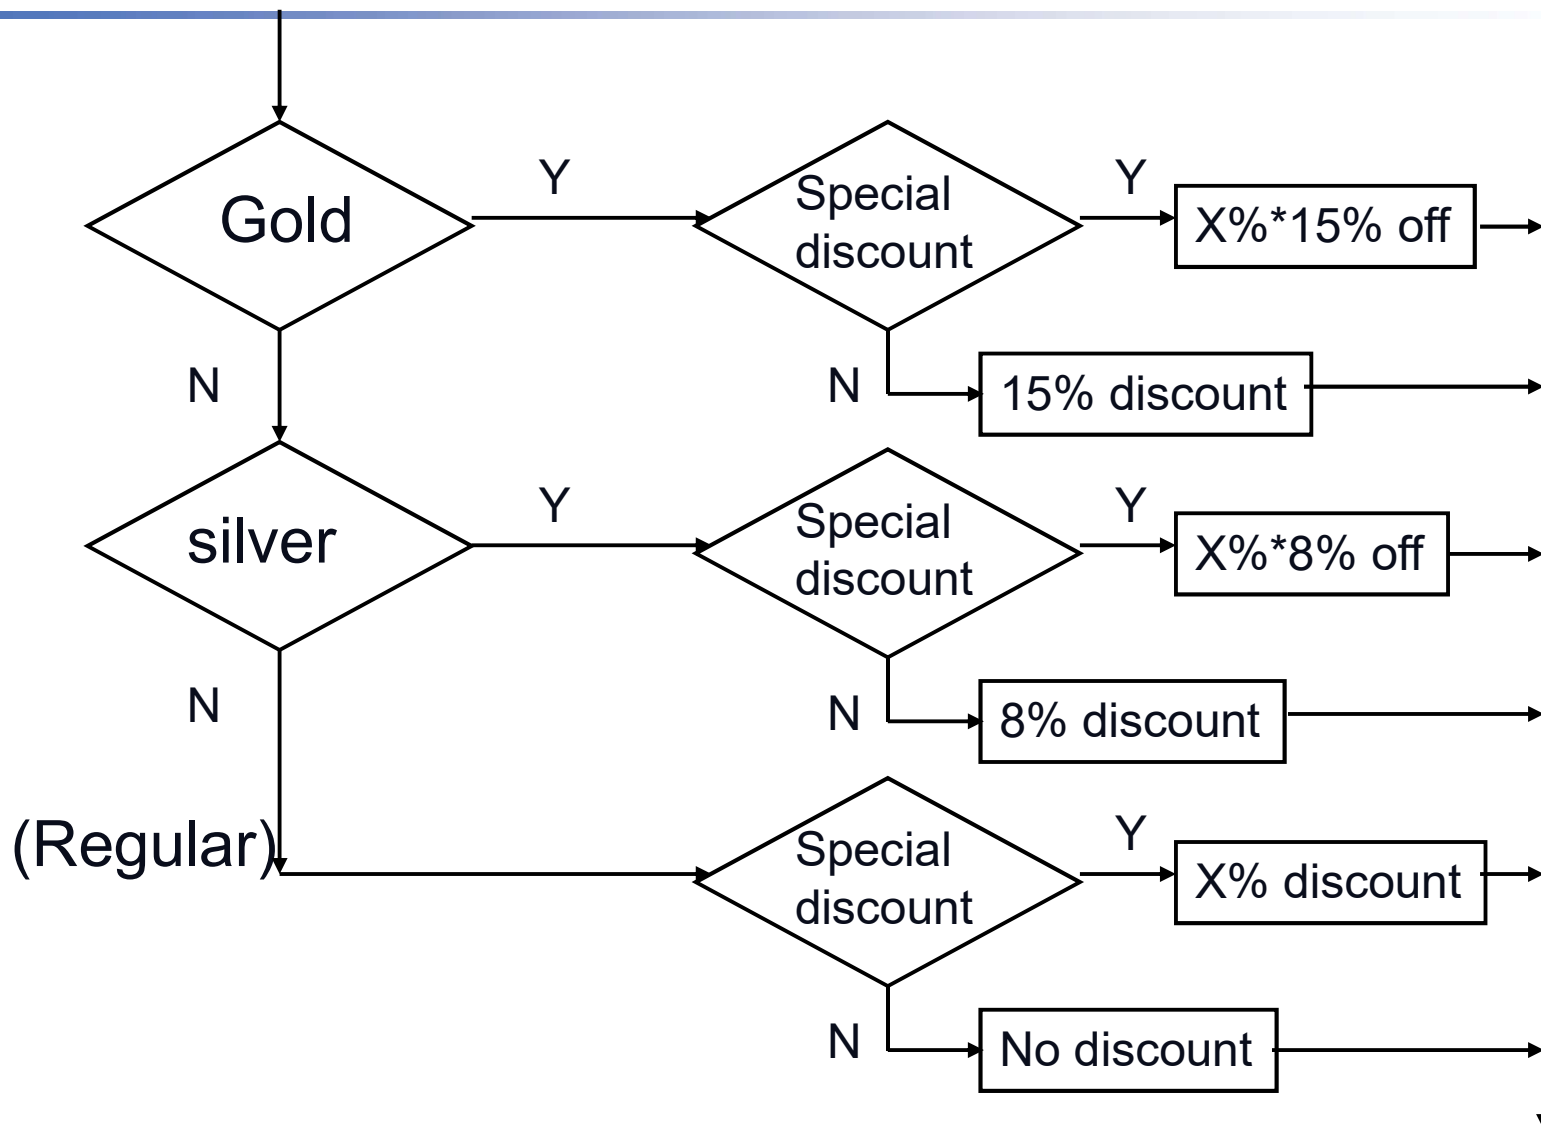 Y
Y
Gold
Special
discount
X%*15% off
N
N
15% discount
Y
Y
silver
Special
discount
X%*8% off
N
N
8% discount
Y
(Regular)
Special
discount
X% discount
N
No discount